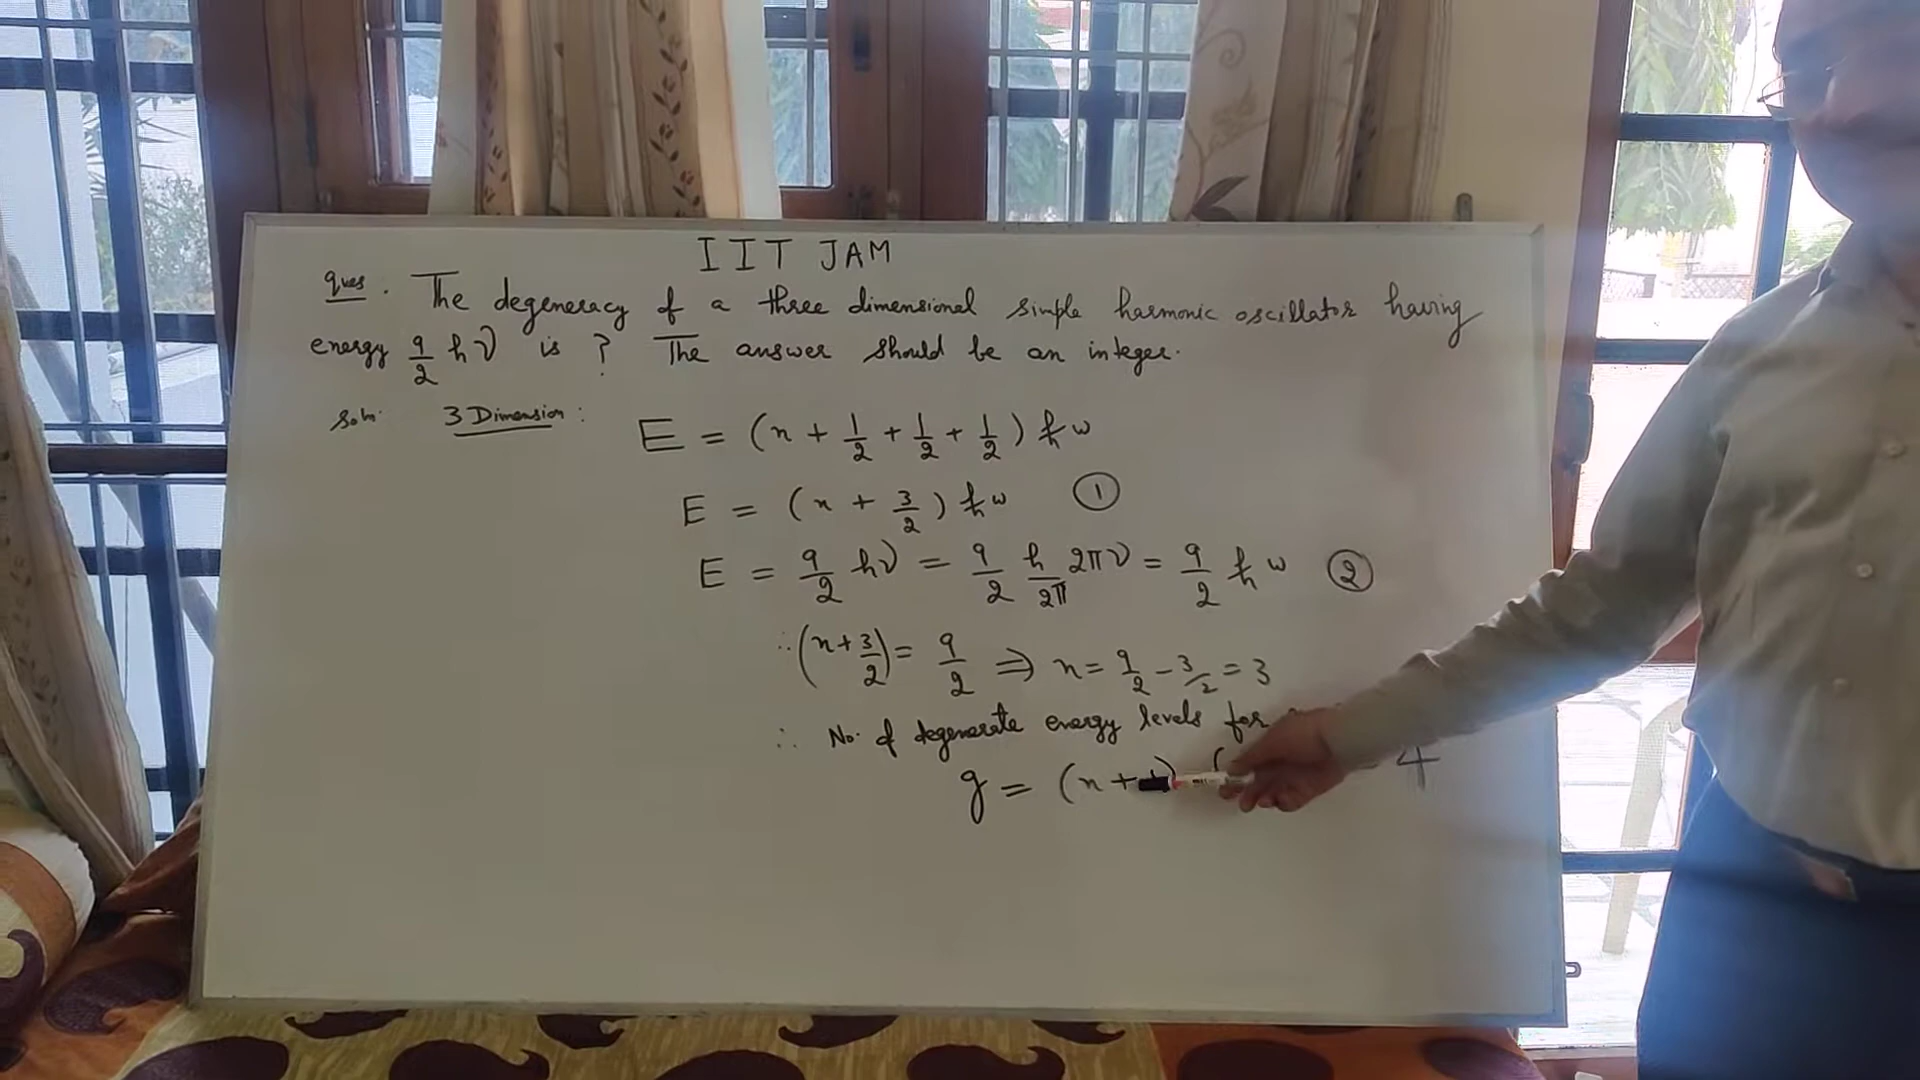 IIT JAM
Ques. The degeneracy of a three dimensional simple harmonic oscillator having
energy 9/2 hν is ? The answer should be an integer.
Soln. 3 Dimension :
E = (n + 1/2 + 1/2 + 1/2) ħω
E = (n + 3/2) ħω ①
E = 9/2 hν = 9/2 h/2π 2πν = 9/2 ħω ②
∴ (n+3/2) = 9/2 ⇒ n = 9/2 - 3/2 = 3
∴ No. of degenerate energy levels for
g = (n+ 4